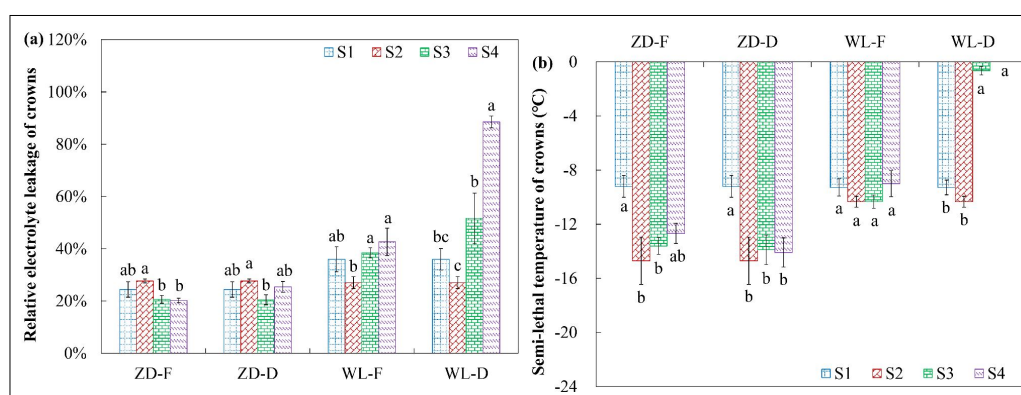 (a)
120%
100%
80%
60%
40%
20%
0%
Relative electrolyte leakage of crowns
S1 S2 S3 S4
ab a b b
ab a b ab
ab b a a
bc c b a
ZD-F ZD-D WL-F WL-D
(b)
ZD-F ZD-D WL-F WL-D
0
-4
-8
-12
-16
-20
-24
Semi-lethal temperature of crowns (℃)
a b b ab
a b b b
a a a a
b b a a
S1 S2 S3 S4